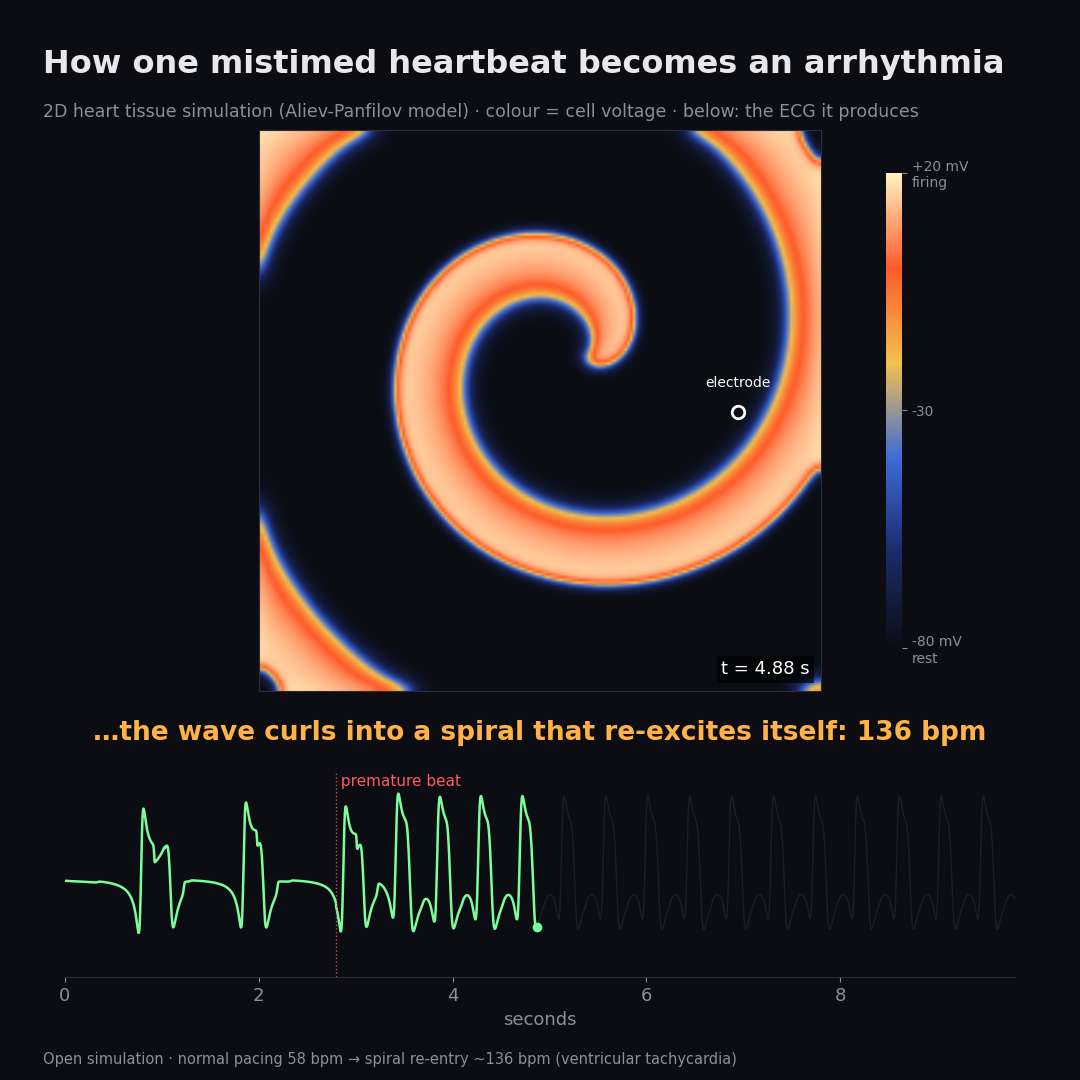 How one mistimed heartbeat becomes an arrhythmia
2D heart tissue simulation (Aliev-Panfilov model) · colour = cell voltage · below: the ECG it produces
+20 mV
firing
electrode
-30
-80 mV
rest
t = 4.88 s
…the wave curls into a spiral that re-excites itself: 136 bpm
premature beat
0 2 4 6 8
seconds
Open simulation · normal pacing 58 bpm → spiral re-entry ~136 bpm (ventricular tachycardia)